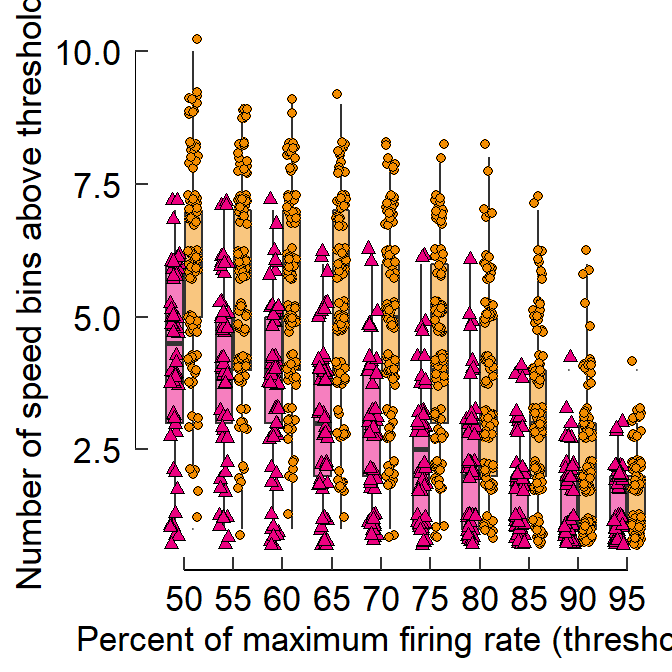 Number of speed bins above threshold
10.0
7.5
5.0
2.5
50 55 60 65 70 75 80 85 90 95
Percent of maximum firing rate (thresho